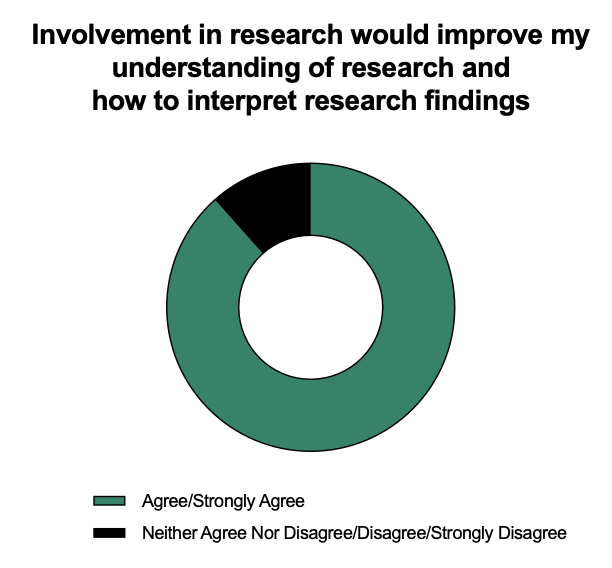 Involvement in research would improve my
understanding of research and
how to interpret research findings
Agree/Strongly Agree
Neither Agree Nor Disagree/Disagree/Strongly Disagree